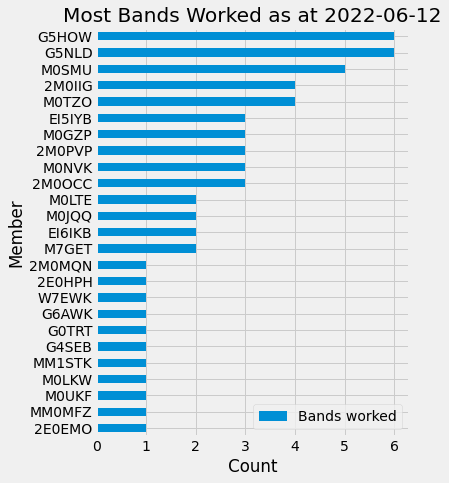 Most Bands Worked as at 2022-06-12
G5HOW
G5NLD
M0SMU
2M0IIG
M0TZO
EI5IYB
M0GZP
2M0PVP
M0NVK
2M0OCC
M0LTE
M0JQQ
EI6IKB
M7GET
2M0MQN
2E0HPH
W7EWK
G6AWK
G0TRT
G4SEB
MM1STK
M0LKW
M0UKF
MM0MFZ
2E0EMO
Member
Bands worked
0 1 2 3 4 5 6
Count